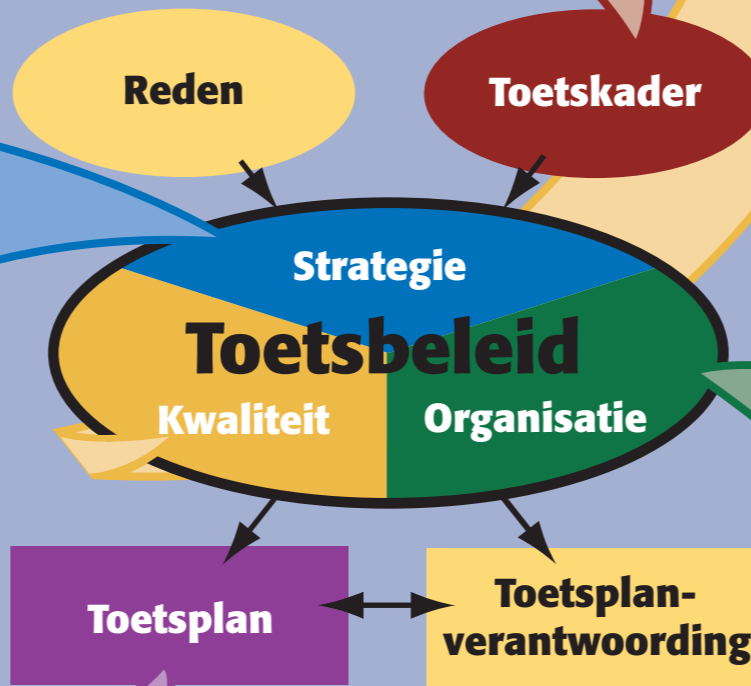 Reden
Toetskader
Strategie
Toetsbeleid
Kwaliteit
Organisatie
Toetsplan
Toetsplan-
verantwoording